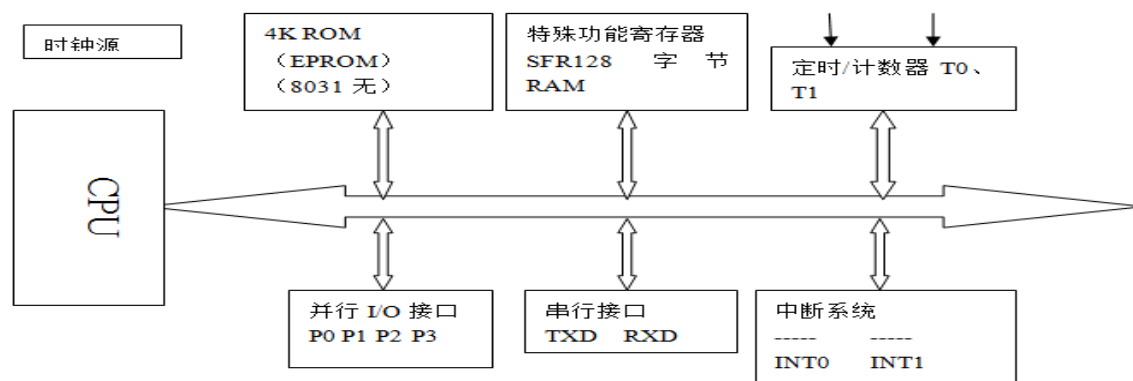 时钟源
4K ROM
（EPROM）
（8031 无）
特殊功能寄存器
SFR128 字 节
RAM
定时/计数器 T0、
T1
CPU
并行 I/O 接口
P0 P1 P2 P3
串行接口
TXD RXD
中断系统
----- -----
INT0 INT1